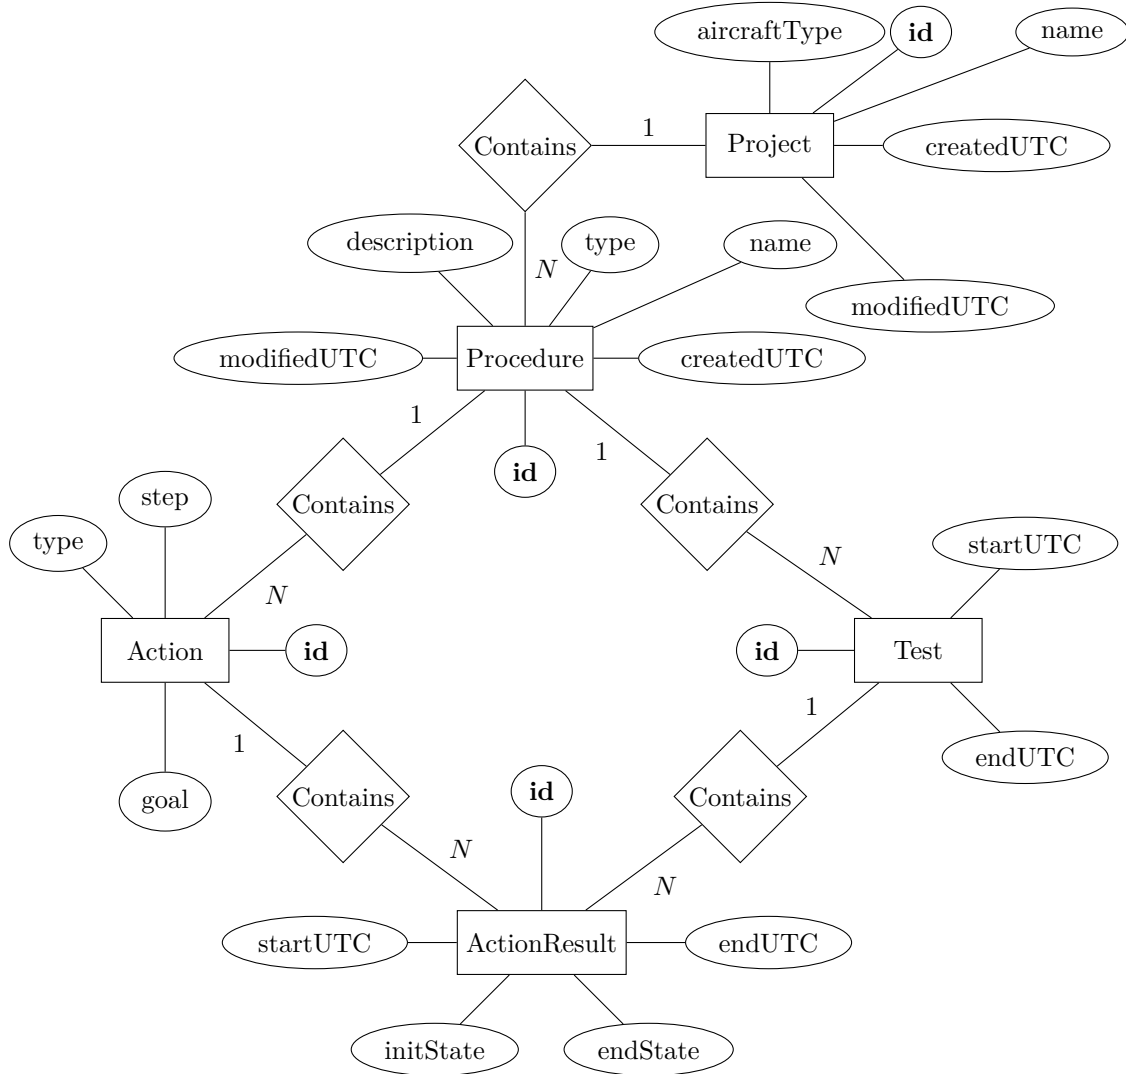 aircraftType
id
name
Contains
1
Project
createdUTC
description
N
type
name
modifiedUTC
modifiedUTC
Procedure
createdUTC
1
1
id
step
Contains
Contains
type
startUTC
N
N
Action
id
id
Test
1
1
goal
Contains
id
Contains
endUTC
N
N
startUTC
ActionResult
endUTC
initState
endState